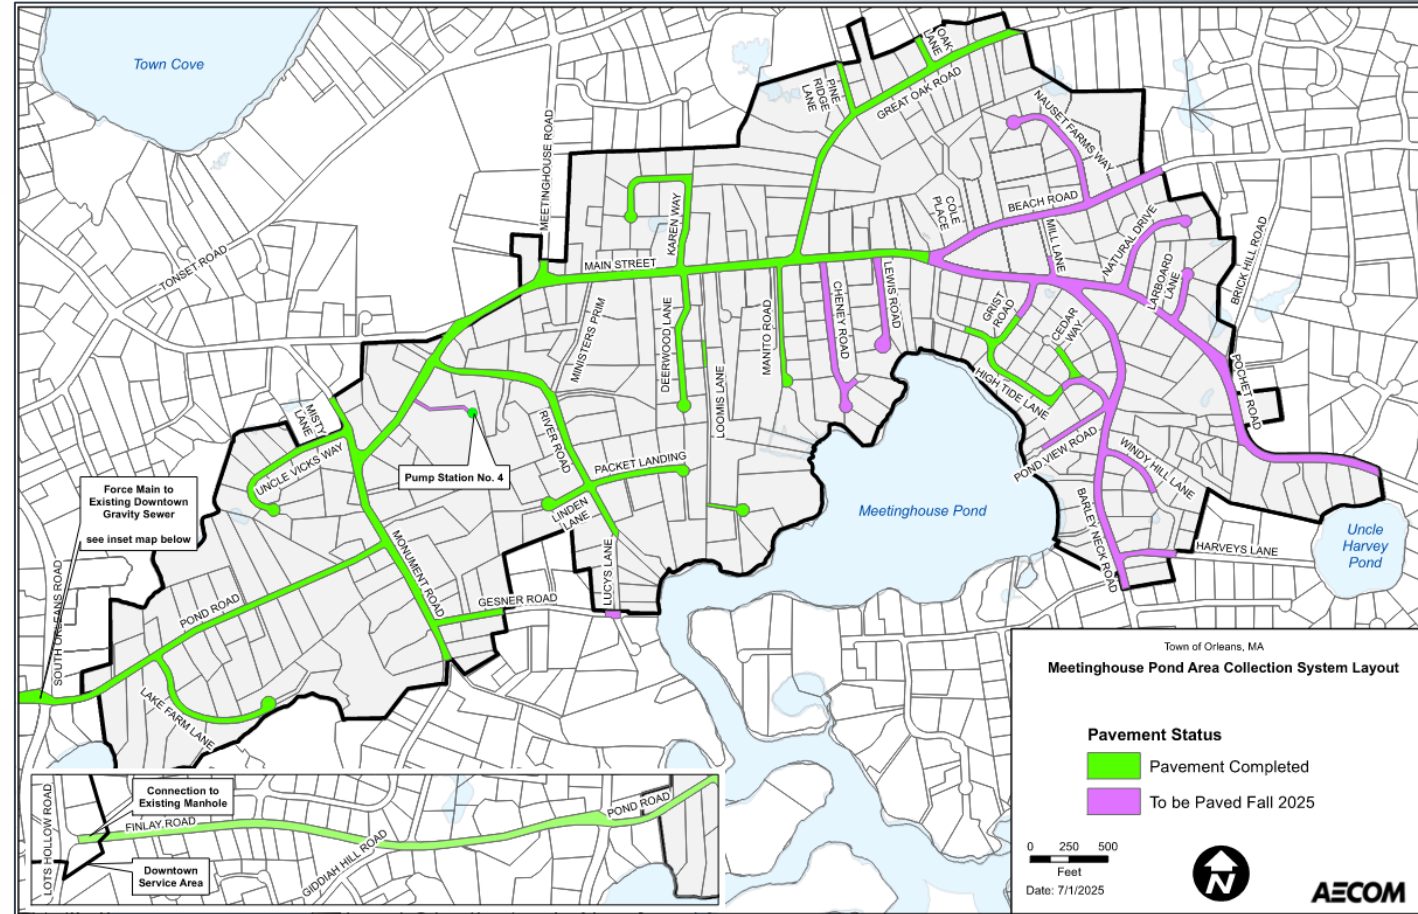 Town Cove
MEETINGHOUSE ROAD
TONSET ROAD
PINE
RIDGE
LANE
OAK
LANE
GREAT OAK ROAD
NAUSET FARMS WAY
BEACH ROAD
COLE
PLACE
MILL LANE
NATURAL DRIVE
LARBOARD
LANE
BRICK HILL ROAD
POCHET ROAD
KAREN WAY
MAIN STREET
MINISTERS PRIM
DEERWOOD LANE
LOOMIS LANE
MANITO ROAD
CHENEY ROAD
LEWIS ROAD
GRIST
ROAD
CEDAR
WAY
HIGH TIDE LANE
POND VIEW ROAD
WINDY HILL LANE
BARLEY NECK ROAD
HARVEYS LANE
MISTY
LANE
UNCLE VICKS WAY
RIVER ROAD
PACKET LANDING
LINDEN
LANE
LUCYS LANE
GESNER ROAD
MONUMENT ROAD
POND ROAD
LAKE FARM LANE
SOUTH ORLEANS ROAD
Pump Station No. 4
Force Main to
Existing Downtown
Gravity Sewer
see inset map below
Meetinghouse Pond
Uncle
Harvey
Pond
Connection to
Existing Manhole
FINLAY ROAD
LOTS HOLLOW ROAD
GIDDIAH HILL ROAD
POND ROAD
Downtown
Service Area
Town of Orleans, MA
Meetinghouse Pond Area Collection System Layout
Pavement Status
Pavement Completed
To be Paved Fall 2025
0 250 500
Feet
Date: 7/1/2025
N
AECOM